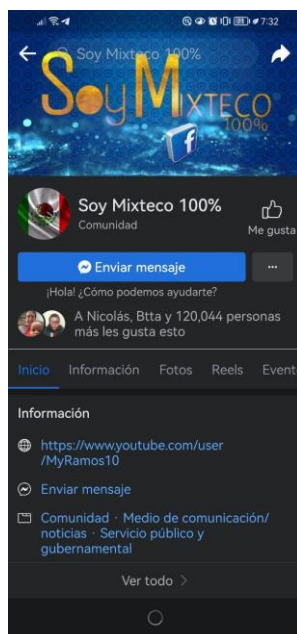 7:32
Soy Mixteco 100%
Soy MIXTECO
100%
f
Soy Mixteco 100%
Comunidad
Me gusta
Enviar mensaje
¡Hola! ¿Cómo podemos ayudarte?
A Nicolás, Btta y 120,044 personas
más les gusta esto
Inicio Información Fotos Reels Event
Información
https://www.youtube.com/user
/MyRamos10
Enviar mensaje
Comunidad · Medio de comunicación/
noticias · Servicio público y
gubernamental
Ver todo